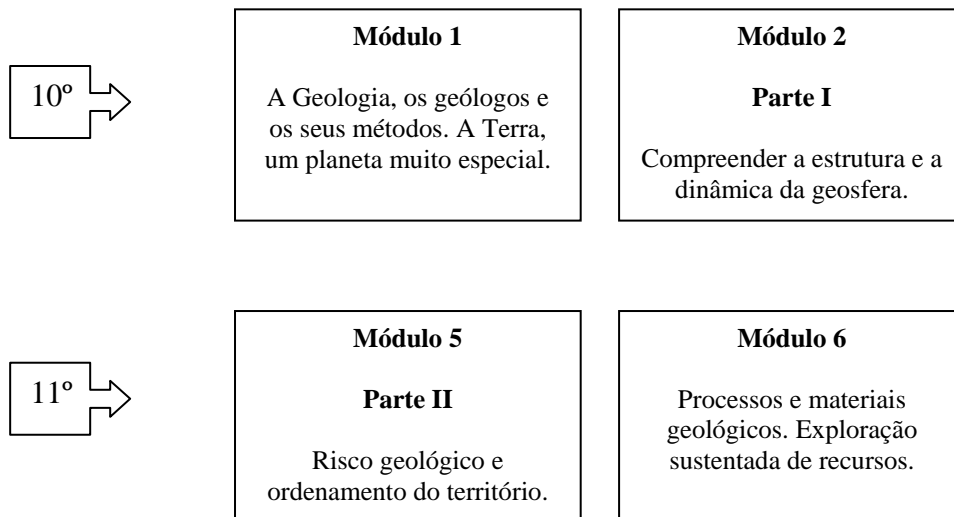 10º
Módulo 1
A Geologia, os geólogos e
os seus métodos. A Terra,
um planeta muito especial.
Módulo 2
Parte I
Compreender a estrutura e a
dinâmica da geosfera.
11º
Módulo 5
Parte II
Risco geológico e
ordenamento do território.
Módulo 6
Processos e materiais
geológicos. Exploração
sustentada de recursos.